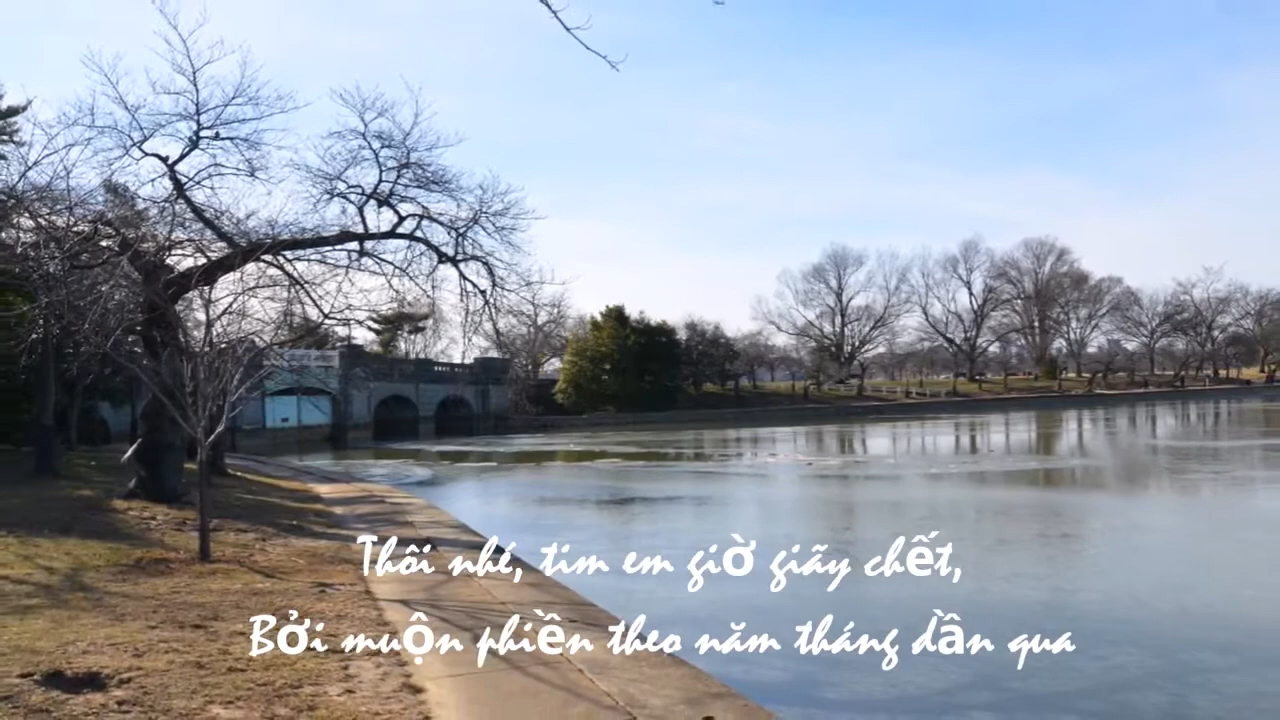 Thôi nhé, tim em giờ giãy chết,
Bởi muộn phiền theo năm tháng dần qua